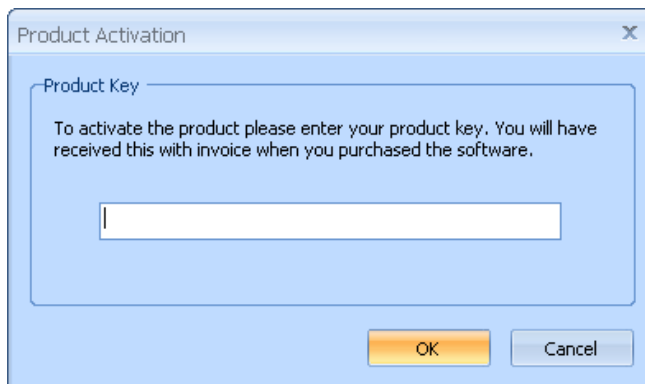 Product Activation
Product Key
To activate the product please enter your product key. You will have
received this with invoice when you purchased the software.
OK
Cancel